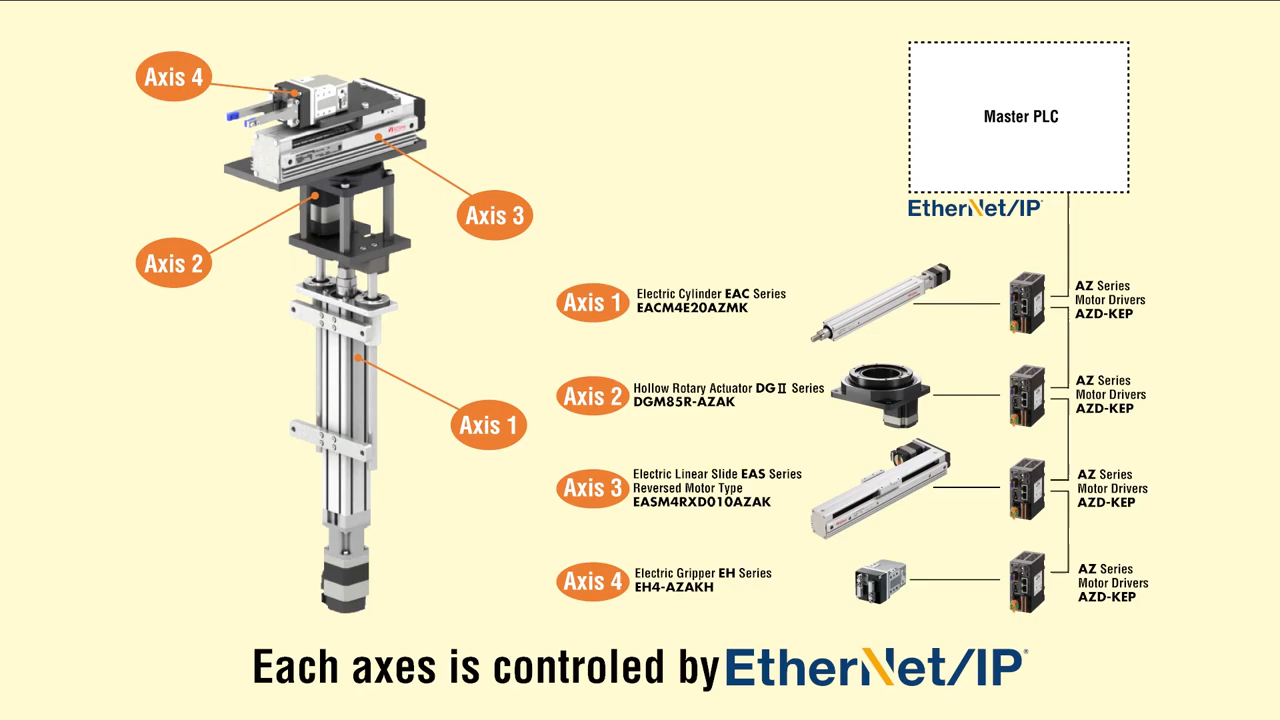 Axis 4
Axis 3
Axis 2
Axis 1
Master PLC
EtherNet/IP
Axis 1
Electric Cylinder EAC Series
EACM4E20AZMK
AZ Series
Motor Drivers
AZD-KEP
Axis 2
Hollow Rotary Actuator DGⅡ Series
DGM85R-AZAK
AZ Series
Motor Drivers
AZD-KEP
Axis 3
Electric Linear Slide EAS Series
Reversed Motor Type
EASM4RXD010AZAK
AZ Series
Motor Drivers
AZD-KEP
Axis 4
Electric Gripper EH Series
EH4-AZAKH
AZ Series
Motor Drivers
AZD-KEP
Each axes is controled by EtherNet/IP®